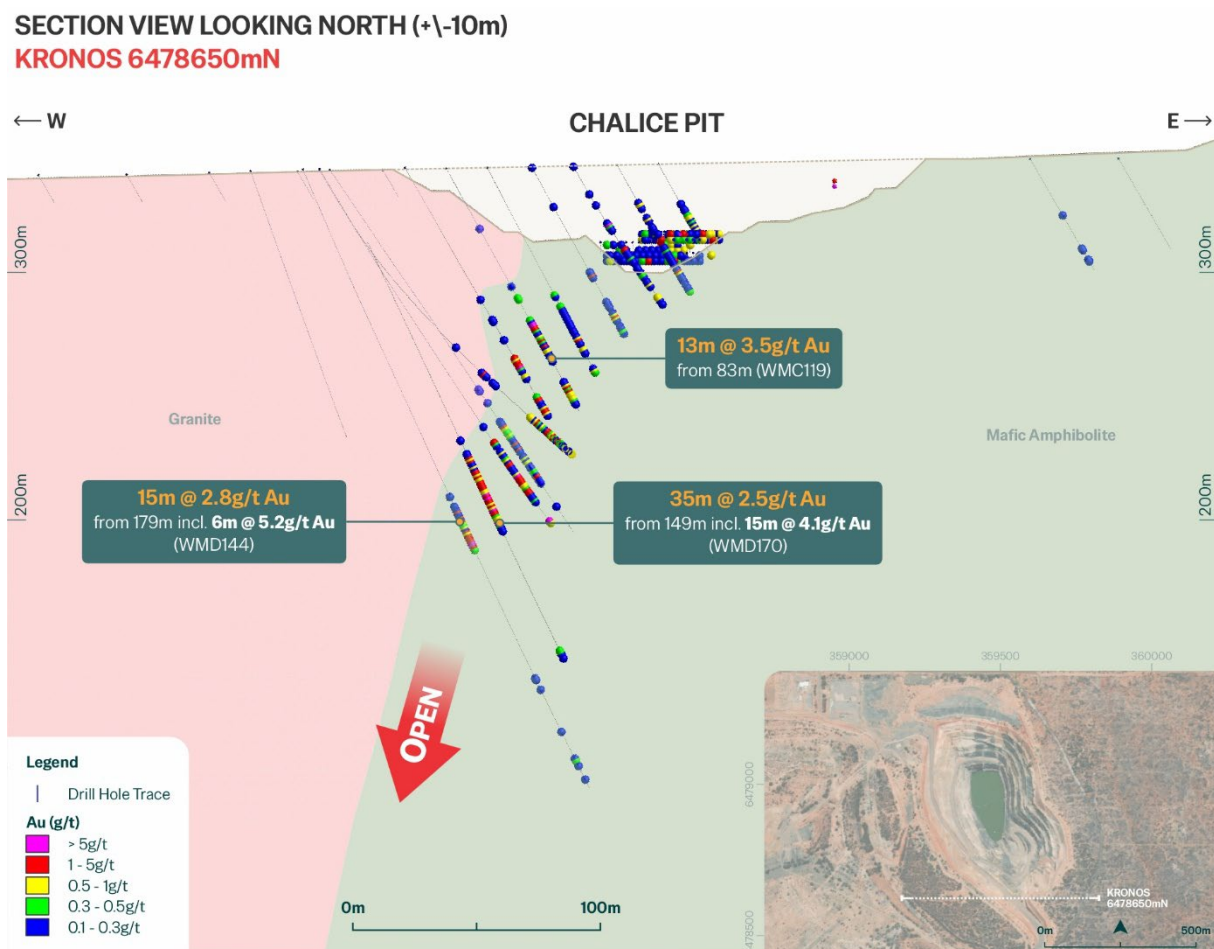 SECTION VIEW LOOKING NORTH (+\-10m)
KRONOS 6478650mN
← W
CHALICE PIT
E →
300m
300m
13m @ 3.5g/t Au
from 83m (WMC119)
Granite
Mafic Amphibolite
200m
200m
15m @ 2.8g/t Au
from 179m incl. 6m @ 5.2g/t Au
(WMD144)
35m @ 2.5g/t Au
from 149m incl. 15m @ 4.1g/t Au
(WMD170)
OPEN
359000
359500
360000
6479000
6478500
KRONOS
6478650mN
0m
500m
Legend
Drill Hole Trace
Au (g/t)
> 5g/t
1 - 5g/t
0.5 - 1g/t
0.3 - 0.5g/t
0.1 - 0.3g/t
0m
100m